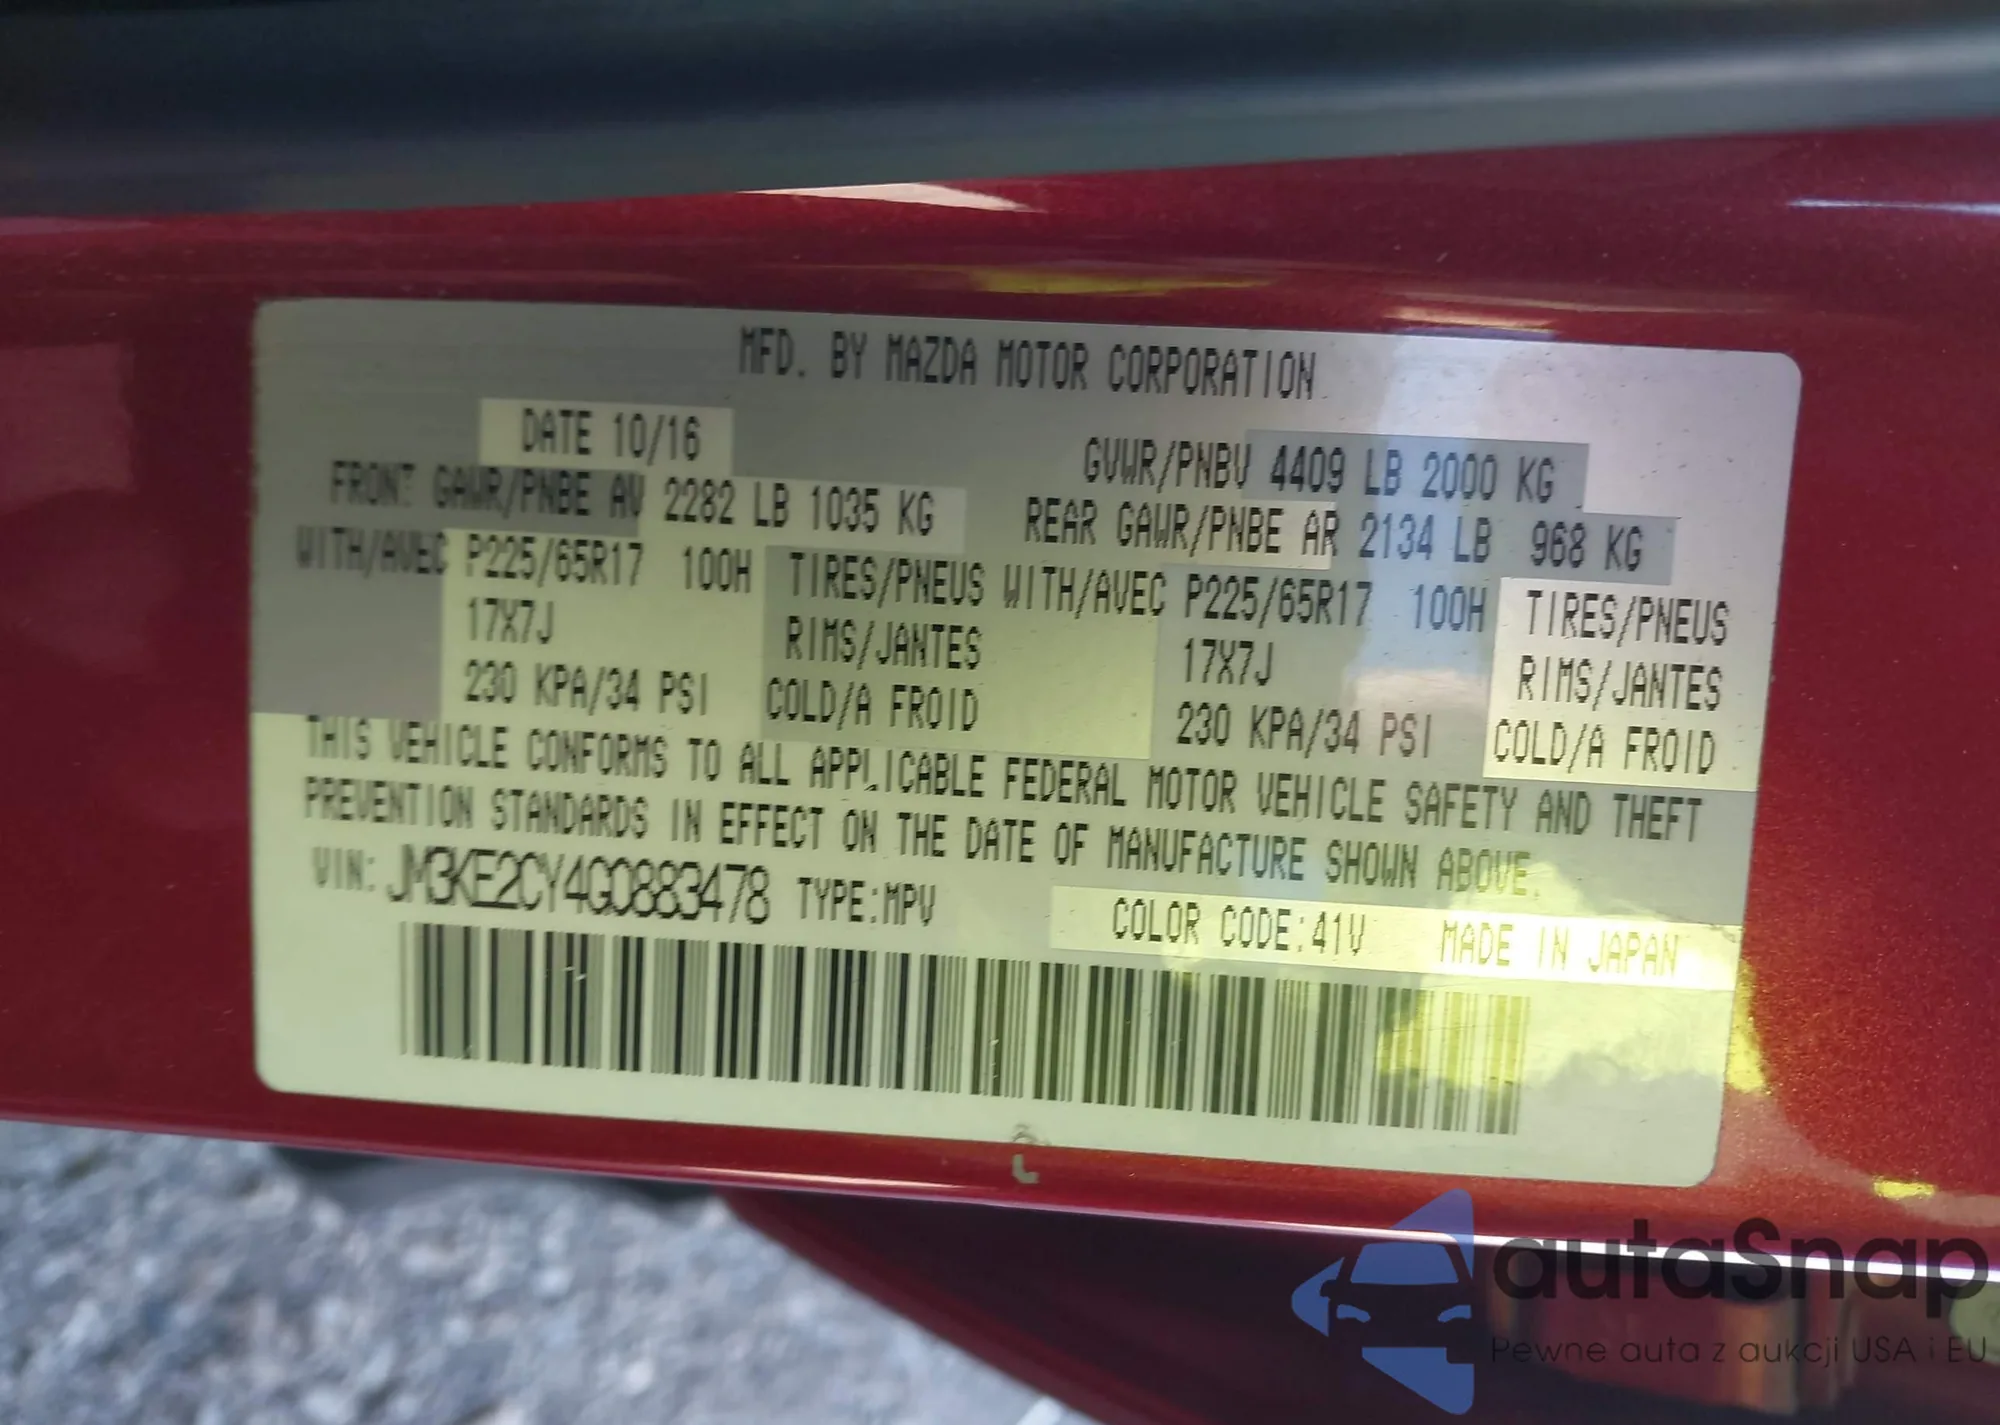 MFD. BY MAZDA MOTOR CORPORATION
DATE 10/16
GVWR/PNBV 4409 LB 2000 KG
FRONT GAWR/PNBE AV 2282 LB 1035 KG
REAR GAWR/PNBE AR 2134 LB 968 KG
WITH/AVEC P225/65R17 100H TIRES/PNEUS WITH/AVEC P225/65R17 100H TIRES/PNEUS
17X7J RIMS/JANTES 17X7J RIMS/JANTES
230 KPA/34 PSI COLD/A FROID 230 KPA/34 PSI COLD/A FROID
THIS VEHICLE CONFORMS TO ALL APPLICABLE FEDERAL MOTOR VEHICLE SAFETY AND THEFT
PREVENTION STANDARDS IN EFFECT ON THE DATE OF MANUFACTURE SHOWN ABOVE.
VIN: JM3KE2CY4G0883478 TYPE:MPV COLOR CODE:41V MADE IN JAPAN
autaSnap
Pewne auta z aukcji USA i EU